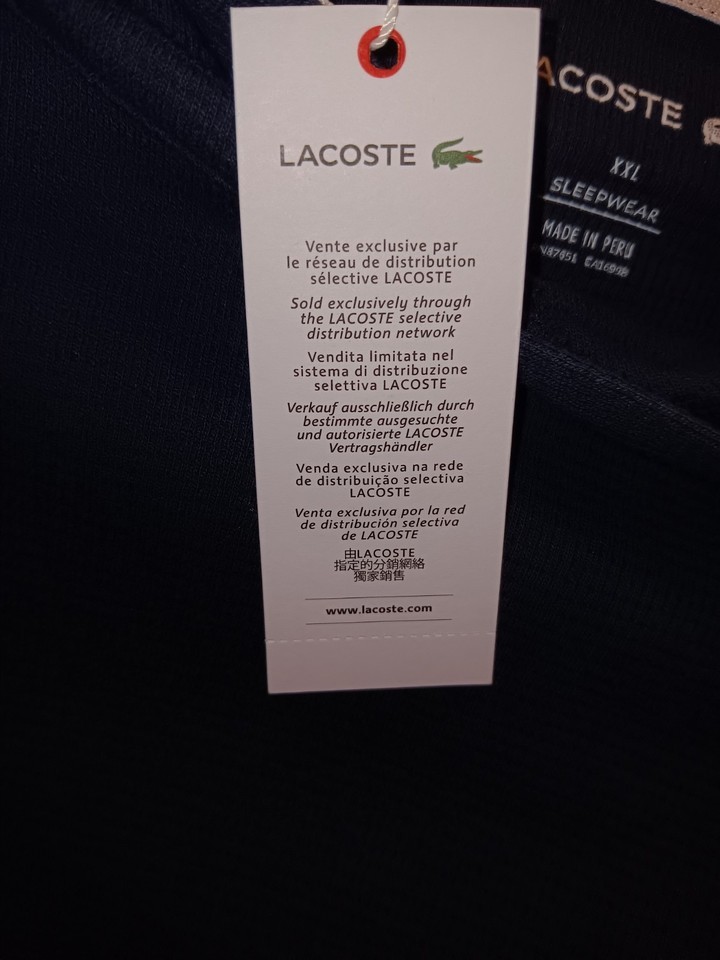 LACOSTE
Vente exclusive par
le réseau de distribution
sélective LACOSTE
Sold exclusively through
the LACOSTE selective
distribution network
Vendita limitata nel
sistema di distribuzione
selettiva LACOSTE
Verkauf ausschließlich durch
bestimmte ausgesuchte
und autorisierte LACOSTE
Vertragshändler
Venda exclusiva na rede
de distribuição selectiva
LACOSTE
Venta exclusiva por la red
de distribución selectiva
de LACOSTE
由LACOSTE
指定的分銷網絡
獨家銷售
www.lacoste.com
ACOSTE
XXL
SLEEPWEAR
MADE IN PERU